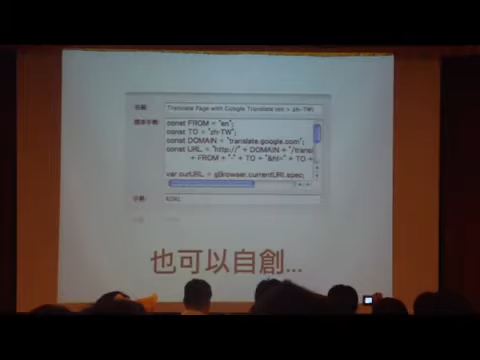 Translate Page with Google Translate (en > zh-TW)
const FROM = "en";
const TO = "zh-TW";
const DOMAIN = "translate.google.com";
const URL = "http://" + DOMAIN + "/transl
+ FROM + "-" + TO + "&hl=" + TO +
var curURL = gBrowser.currentURI.spec;
也可以自創...